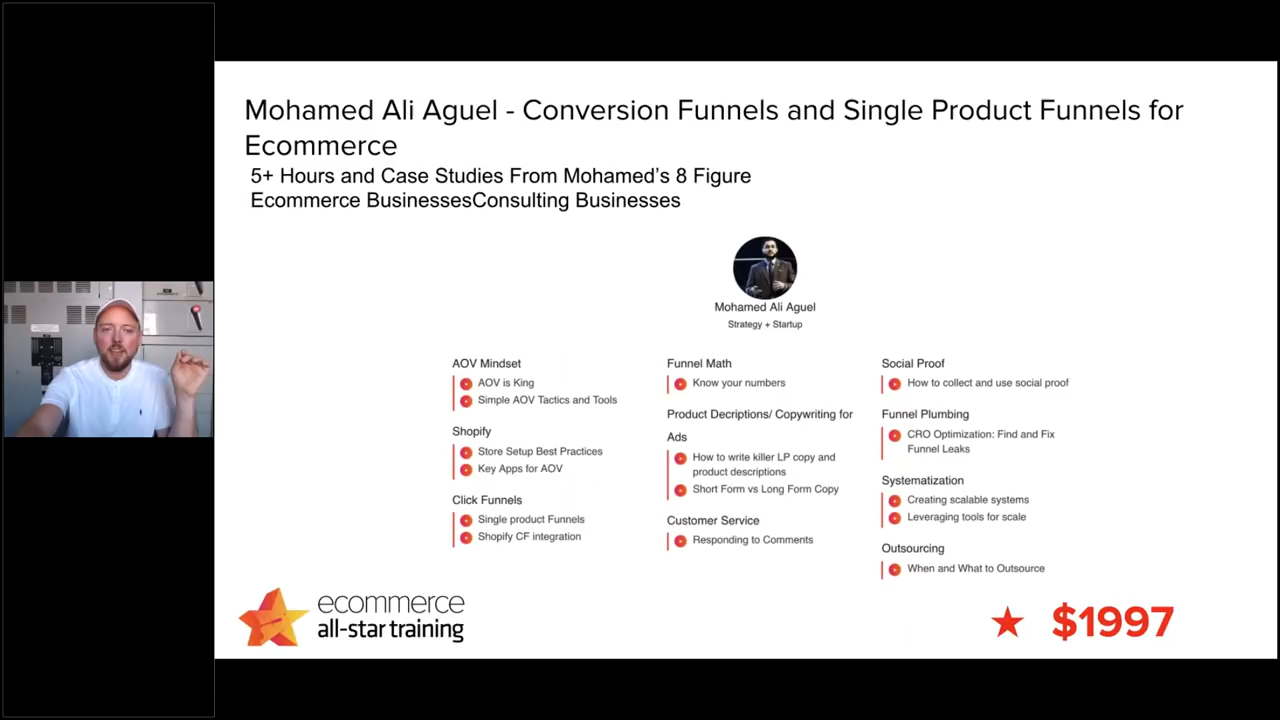 Mohamed Ali Aguel - Conversion Funnels and Single Product Funnels for
Ecommerce
5+ Hours and Case Studies From Mohamed's 8 Figure
Ecommerce BusinessesConsulting Businesses
Mohamed Ali Aguel
Strategy + Startup
AOV Mindset
AOV is King
Simple AOV Tactics and Tools
Shopify
Store Setup Best Practices
Key Apps for AOV
Click Funnels
Single product Funnels
Shopify CF integration
Funnel Math
Know your numbers
Product Decriptions/ Copywriting for
Ads
How to write killer LP copy and
product descriptions
Short Form vs Long Form Copy
Customer Service
Responding to Comments
Social Proof
How to collect and use social proof
Funnel Plumbing
CRO Optimization: Find and Fix
Funnel Leaks
Systematization
Creating scalable systems
Leveraging tools for scale
Outsourcing
When and What to Outsource
ecommerce
all-star training
$1997